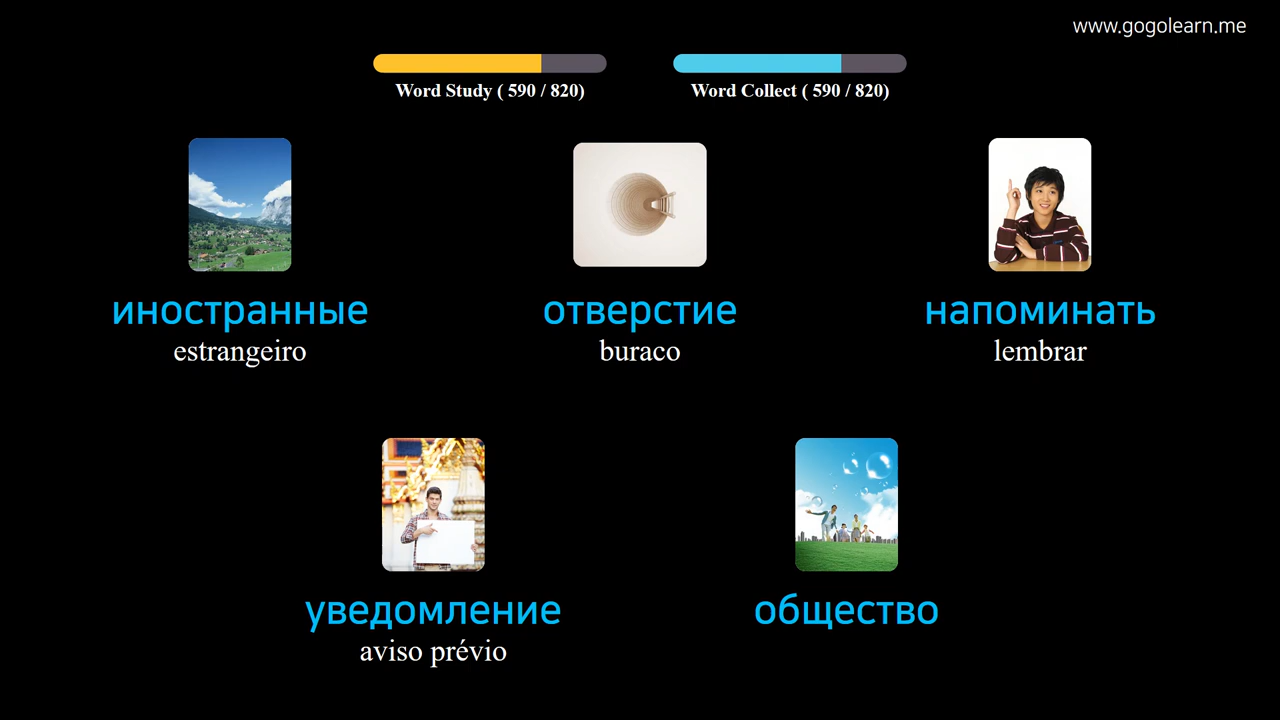 www.gogolearn.me
Word Study ( 590 / 820)
Word Collect ( 590 / 820)
иностранные
estrangeiro
отверстие
buraco
напоминать
lembrar
уведомление
aviso prévio
общество